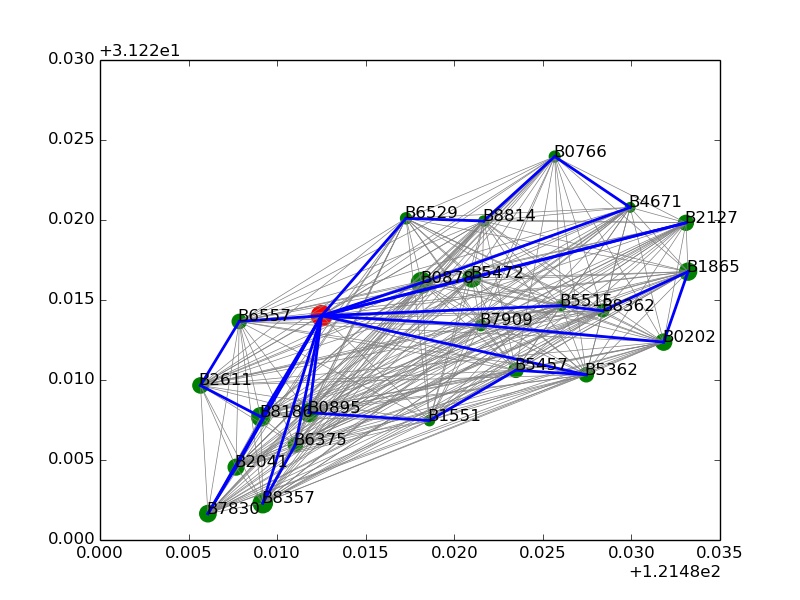 +3.122e1
0.030
0.025
0.020
0.015
0.010
0.005
0.000
B0766
B4671
B6529
B8814
B2127
B1865
B0878
B5472
B5515
B8362
B6557
B7909
B0202
B5457
B5362
B2611
B8186
B0895
B1551
B6375
B2041
B7830
B8357
0.000 0.005 0.010 0.015 0.020 0.025 0.030 0.035
+1.2148e2